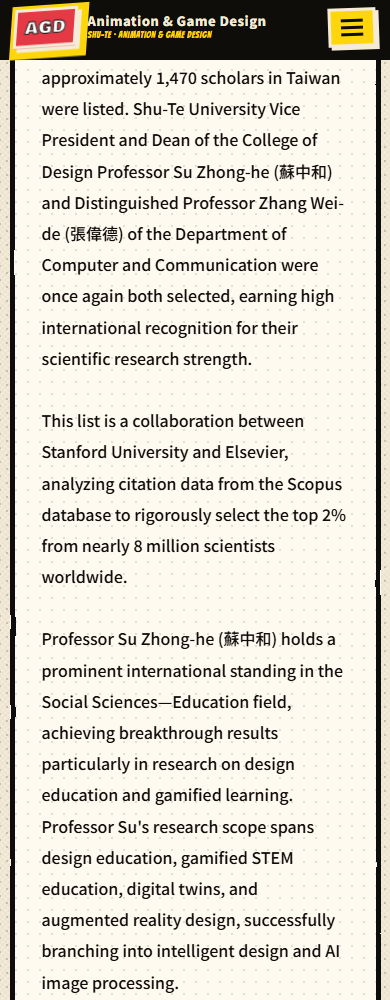 AGD
Animation & Game Design
SHU-TE · ANIMATION & GAME DESIGN
approximately 1,470 scholars in Taiwan
were listed. Shu-Te University Vice
President and Dean of the College of
Design Professor Su Zhong-he (蘇中和)
and Distinguished Professor Zhang Wei-
de (張偉德) of the Department of
Computer and Communication were
once again both selected, earning high
international recognition for their
scientific research strength.
This list is a collaboration between
Stanford University and Elsevier,
analyzing citation data from the Scopus
database to rigorously select the top 2%
from nearly 8 million scientists
worldwide.
Professor Su Zhong-he (蘇中和) holds a
prominent international standing in the
Social Sciences—Education field,
achieving breakthrough results
particularly in research on design
education and gamified learning.
Professor Su's research scope spans
design education, gamified STEM
education, digital twins, and
augmented reality design, successfully
branching into intelligent design and AI
image processing.